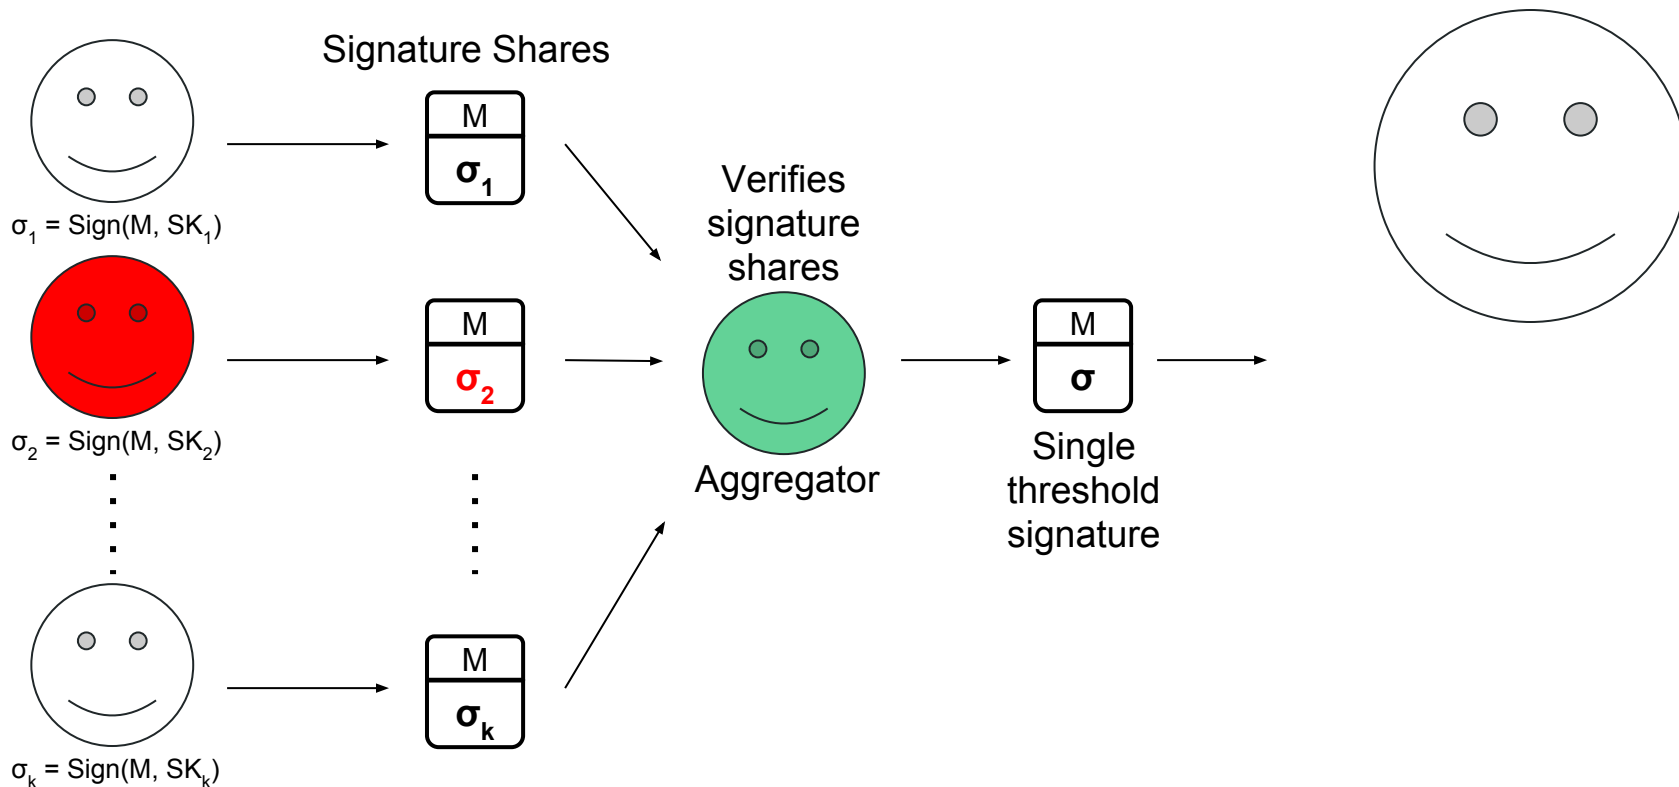 Signature Shares
M
σ₁
σ₁ = Sign(M, SK₁)
M
σ₂
σ₂ = Sign(M, SK₂)
M
σₖ
σₖ = Sign(M, SKₖ)
Verifies
signature
shares
Aggregator
M
σ
Single
threshold
signature